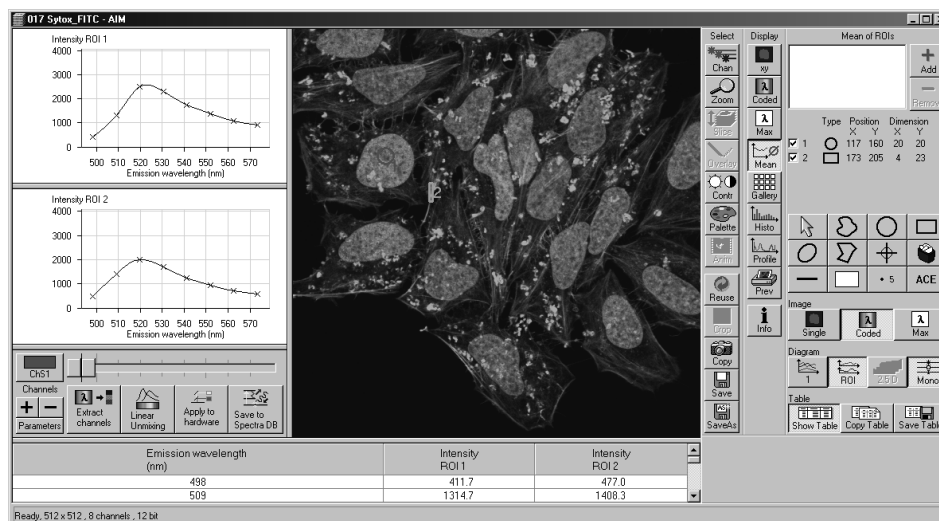 017 Sytox_FITC - AIM
Intensity ROI 1
4000
3000
2000
1000
0
500 510 520 530 540 550 560 570
Emission wavelength (nm)
Intensity ROI 2
4000
3000
2000
1000
0
500 510 520 530 540 550 560 570
Emission wavelength (nm)
ChS1
Channels
Parameters
Extract channels
Linear Unmixing
Apply to hardware
Save to Spectra DB
2
Select
Chan
Zoom
Slice
Overlay
Contr
Palette
Anim
Reuse
Crop
Copy
Save
AS
SaveAs
Display
xy
λ
Coded
λ
Max
Mean
Gallery
Histo
Profile
Prev
i
Info
Mean of ROIs
+
Add
−
Remove
Type Position Dimension
X Y X Y
1 117 160 20 20
2 173 205 4 23
5
ACE
Image
Single
λ
Coded
λ
Max
Diagram
1
ROI
2.5 D
Mono
Table
Show Table
Copy Table
Save Table
Emission wavelength (nm) Intensity ROI 1 Intensity ROI 2
498 411.7 477.0
509 1314.7 1408.3
Ready, 512 x 512 , 8 channels , 12 bit